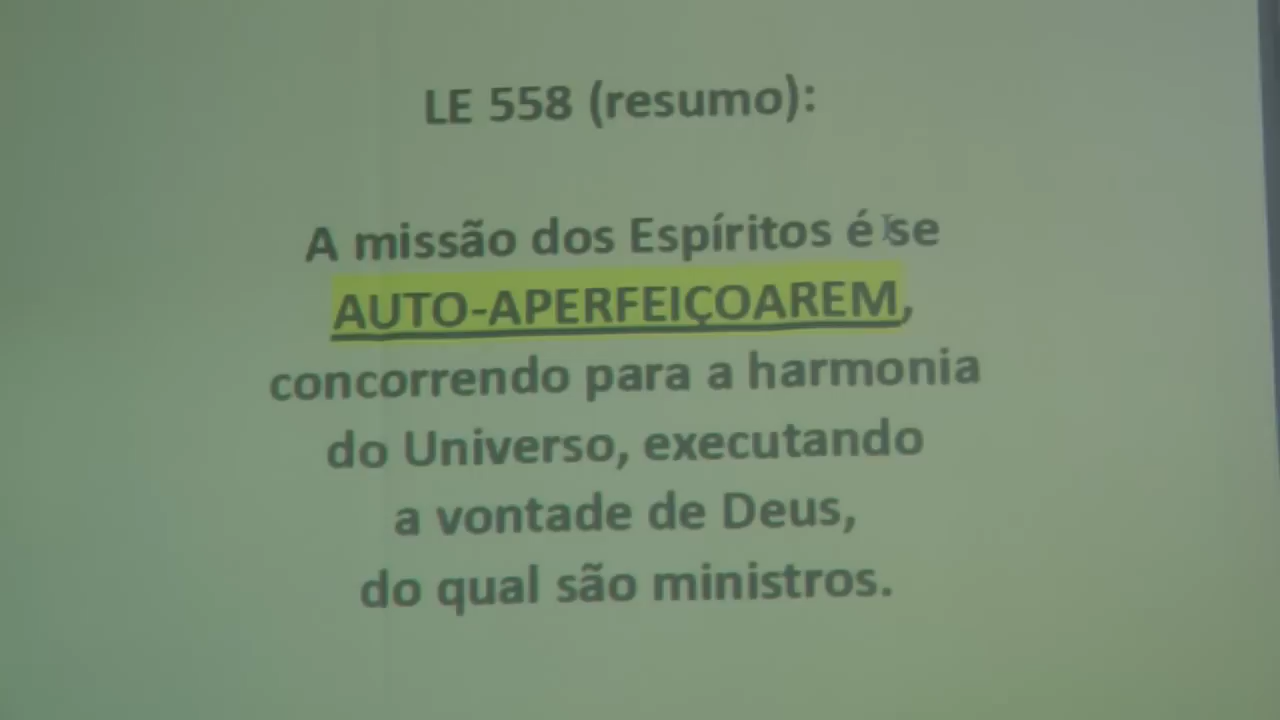 LE 558 (resumo):
A missão dos Espíritos é se
AUTO-APERFEIÇOAREM,
concorrendo para a harmonia
do Universo, executando
a vontade de Deus,
do qual são ministros.